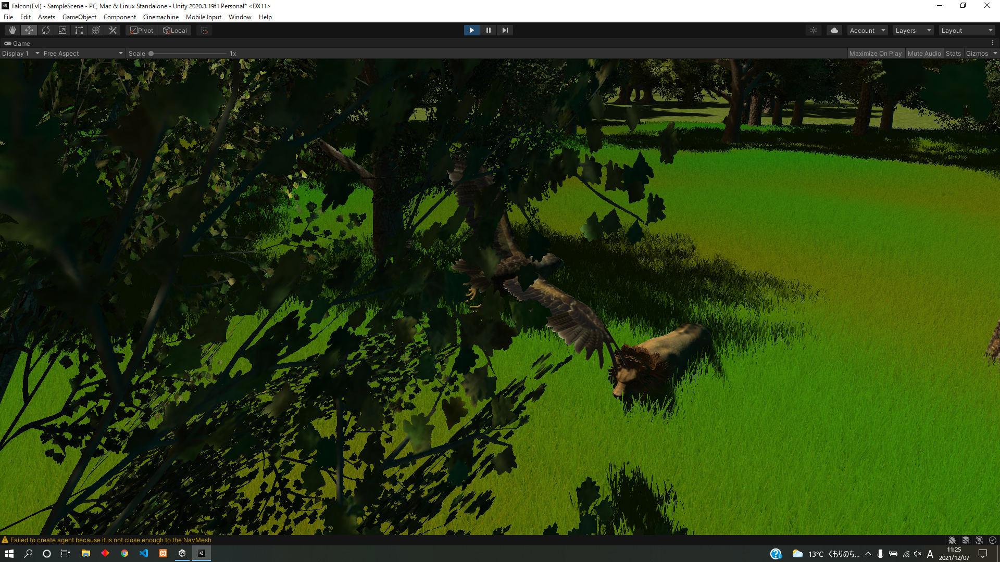 Falcon(Evl) - SampleScene - PC, Mac & Linux Standalone - Unity 2020.3.19f1 Personal* <DX11>
File Edit Assets GameObject Component Cinemachine Mobile Input Window Help
Pivot Local Account Layers Layout
Game
Display 1 Free Aspect Scale 1x Maximize On Play Mute Audio Stats Gizmos
Failed to create agent because it is not close enough to the NavMesh
13°C くもりのち... A 11:25
2021/12/07